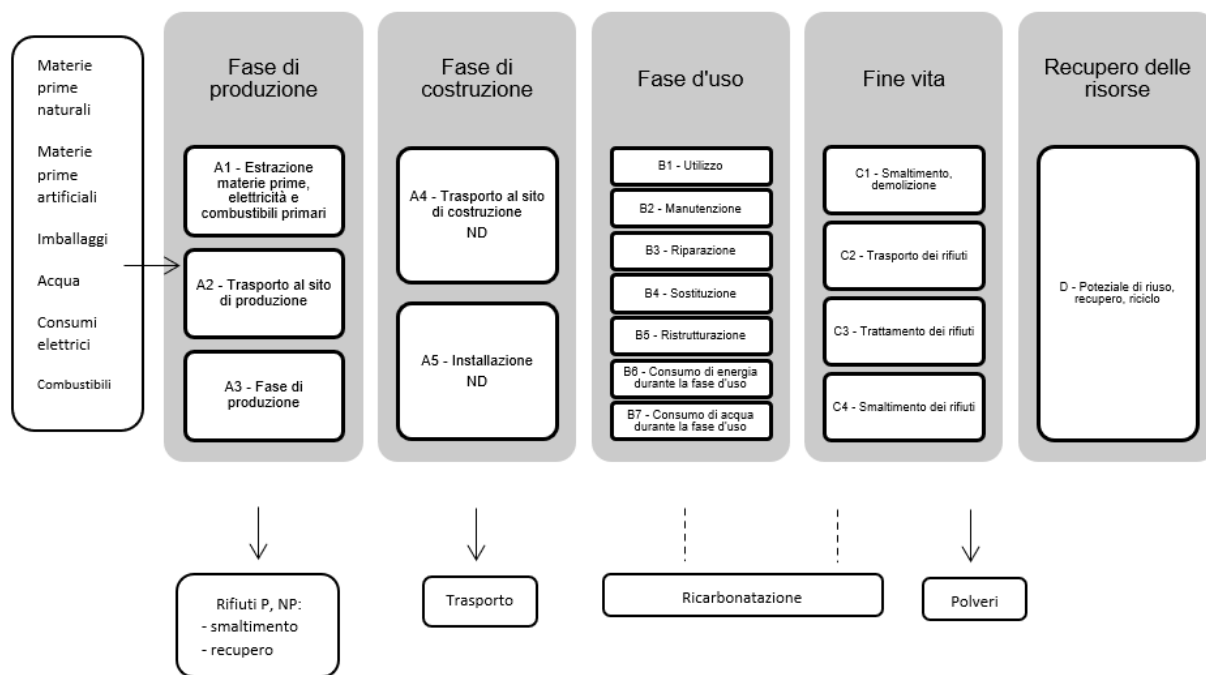 Materie
prime
naturali
Materie
prime
artificiali
Imballaggi
Acqua
Consumi
elettrici
Combustibili
Fase di
produzione
A1 - Estrazione
materie prime,
elettricità e
combustibili primari
A2 - Trasporto al sito
di produzione
A3 - Fase di
produzione
Fase di
costruzione
A4 - Trasporto al sito
di costruzione
ND
A5 - Installazione
ND
Fase d'uso
B1 - Utilizzo
B2 - Manutenzione
B3 - Riparazione
B4 - Sostituzione
B5 - Ristrutturazione
B6 - Consumo di energia
durante la fase d'uso
B7 - Consumo di acqua
durante la fase d'uso
Fine vita
C1 - Smaltimento,
demolizione
C2 - Trasporto dei rifiuti
C3 - Trattamento dei rifiuti
C4 - Smaltimento dei rifiuti
Recupero delle
risorse
D - Poteziale di riuso,
recupero, riciclo
Rifiuti P, NP:
- smaltimento
- recupero
Trasporto
Ricarbonatazione
Polveri